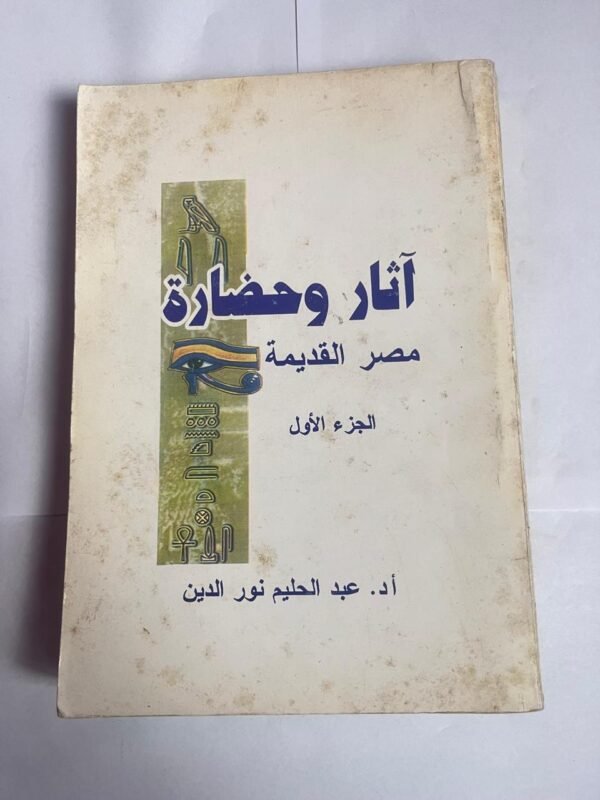 آثار وحضارة
مصر القديمة
الجزء الأول
أ.د. عبد الحليم نور الدين